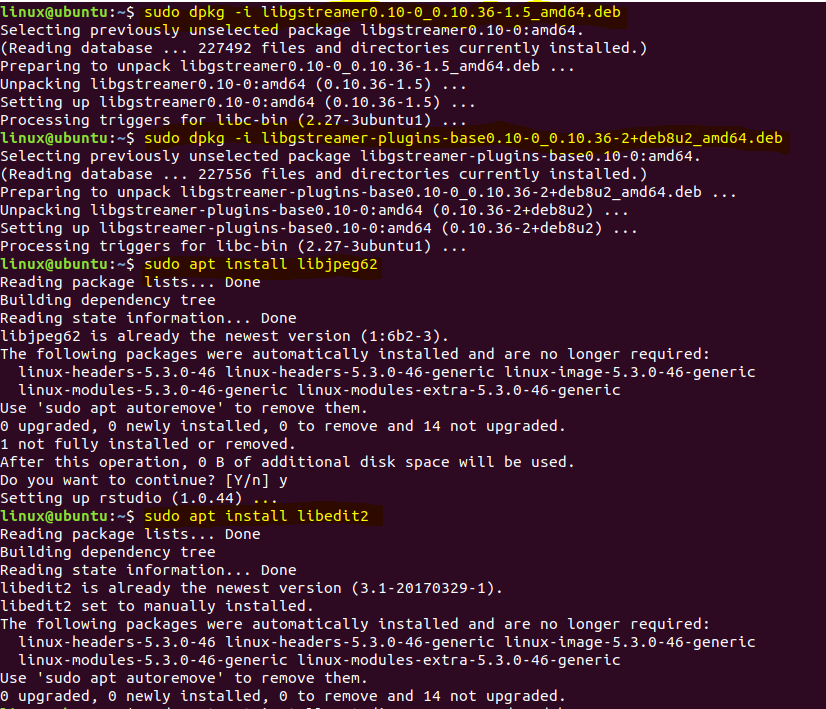 linux@ubuntu:~$ sudo dpkg -i libgstreamer0.10-0_0.10.36-1.5_amd64.deb
Selecting previously unselected package libgstreamer0.10-0:amd64.
(Reading database ... 227492 files and directories currently installed.)
Preparing to unpack libgstreamer0.10-0_0.10.36-1.5_amd64.deb ...
Unpacking libgstreamer0.10-0:amd64 (0.10.36-1.5) ...
Setting up libgstreamer0.10-0:amd64 (0.10.36-1.5) ...
Processing triggers for libc-bin (2.27-3ubuntu1) ...
linux@ubuntu:~$ sudo dpkg -i libgstreamer-plugins-base0.10-0_0.10.36-2+deb8u2_amd64.deb
Selecting previously unselected package libgstreamer-plugins-base0.10-0:amd64.
(Reading database ... 227556 files and directories currently installed.)
Preparing to unpack libgstreamer-plugins-base0.10-0_0.10.36-2+deb8u2_amd64.deb ...
Unpacking libgstreamer-plugins-base0.10-0:amd64 (0.10.36-2+deb8u2) ...
Setting up libgstreamer-plugins-base0.10-0:amd64 (0.10.36-2+deb8u2) ...
Processing triggers for libc-bin (2.27-3ubuntu1) ...
linux@ubuntu:~$ sudo apt install libjpeg62
Reading package lists... Done
Building dependency tree
Reading state information... Done
libjpeg62 is already the newest version (1:6b2-3).
The following packages were automatically installed and are no longer required:
  linux-headers-5.3.0-46 linux-headers-5.3.0-46-generic linux-image-5.3.0-46-generic
  linux-modules-5.3.0-46-generic linux-modules-extra-5.3.0-46-generic
Use 'sudo apt autoremove' to remove them.
0 upgraded, 0 newly installed, 0 to remove and 14 not upgraded.
1 not fully installed or removed.
After this operation, 0 B of additional disk space will be used.
Do you want to continue? [Y/n] y
Setting up rstudio (1.0.44) ...
linux@ubuntu:~$ sudo apt install libedit2
Reading package lists... Done
Building dependency tree
Reading state information... Done
libedit2 is already the newest version (3.1-20170329-1).
libedit2 set to manually installed.
The following packages were automatically installed and are no longer required:
  linux-headers-5.3.0-46 linux-headers-5.3.0-46-generic linux-image-5.3.0-46-generic
  linux-modules-5.3.0-46-generic linux-modules-extra-5.3.0-46-generic
Use 'sudo apt autoremove' to remove them.
0 upgraded, 0 newly installed, 0 to remove and 14 not upgraded.